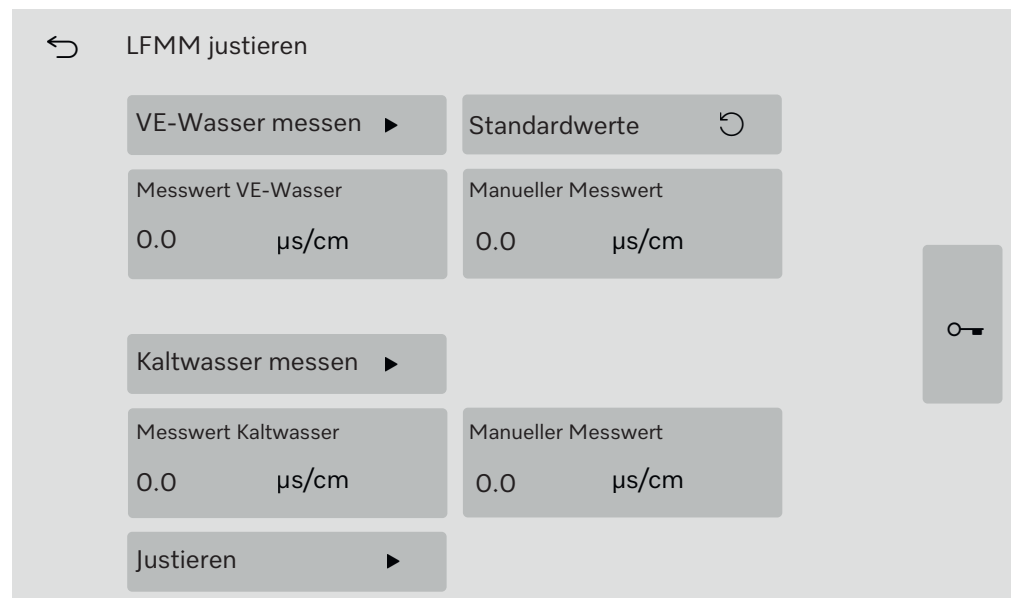 LFMM justieren
VE-Wasser messen
Standardwerte
Messwert VE-Wasser
Manueller Messwert
0.0 µs/cm
0.0 µs/cm
Kaltwasser messen
Messwert Kaltwasser
Manueller Messwert
0.0 µs/cm
0.0 µs/cm
Justieren